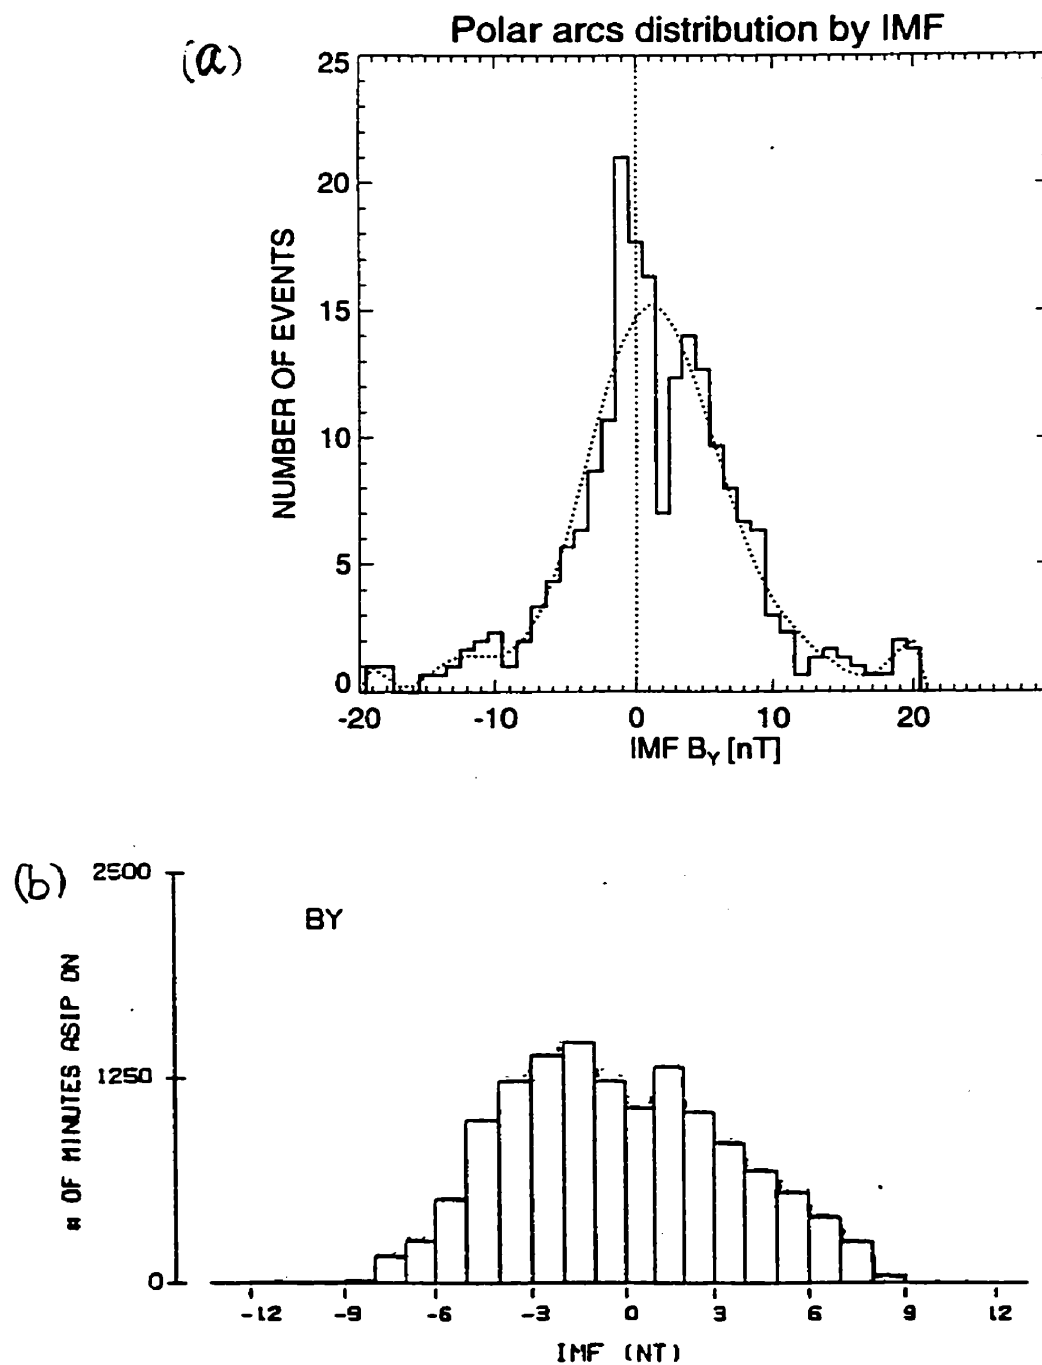 Polar arcs distribution by IMF
(a)
25
20
15
10
5
0
NUMBER OF EVENTS
-20 -10 0 10 20
IMF BY [nT]
(b)
2500
BY
1250
0
# OF MINUTES ASIP ON
-12 -9 -6 -3 0 3 6 9 12
IMF (NT)